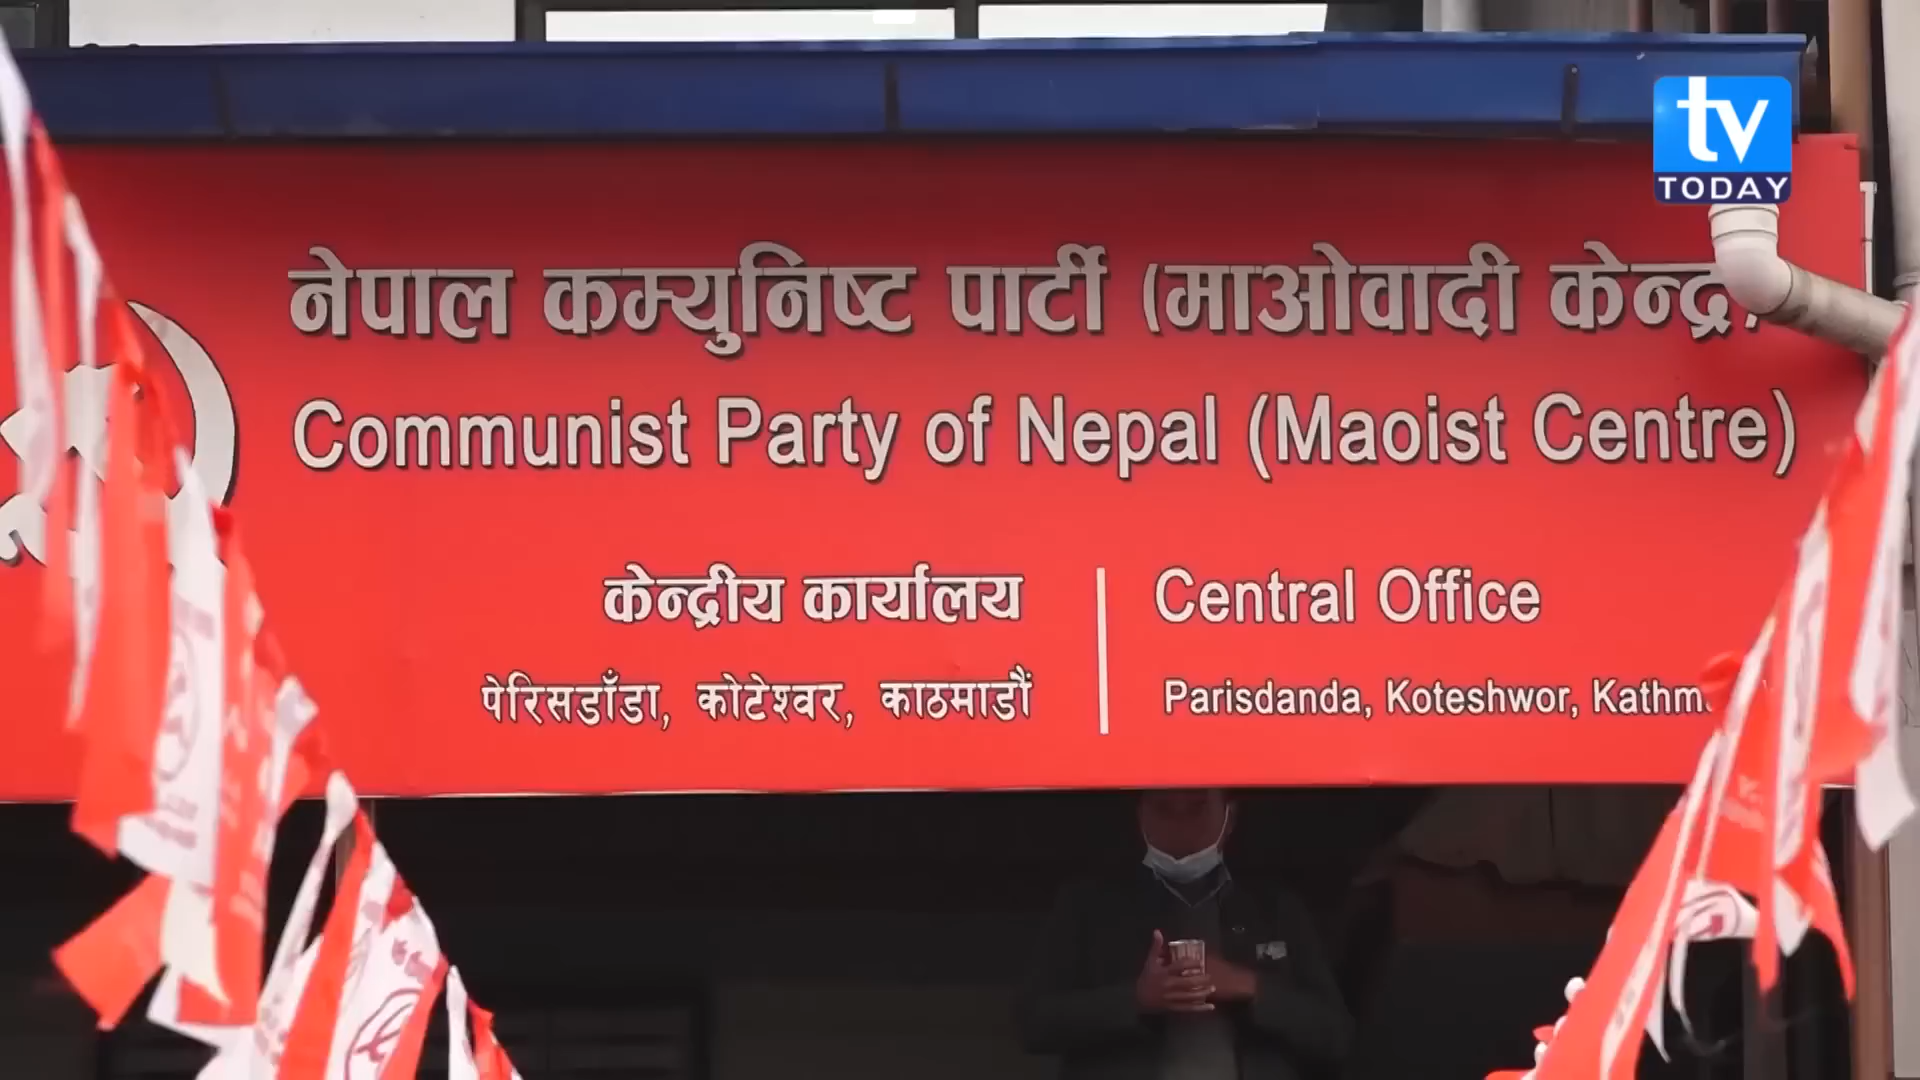 tv
TODAY
नेपाल कम्युनिष्ट पार्टी (माओवादी केन्द्र)
Communist Party of Nepal (Maoist Centre)
केन्द्रीय कार्यालय
पेरिसडाँडा, कोटेश्वर, काठमाडौं
Central Office
Parisdanda, Koteshwor,